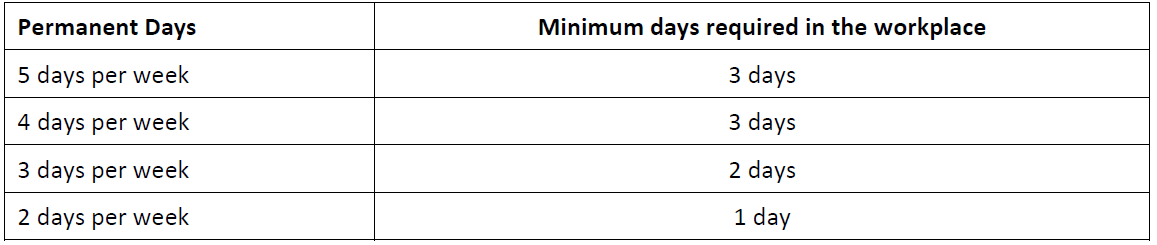 Permanent Days Minimum days required in the workplace
5 days per week 3 days
4 days per week 3 days
3 days per week 2 days
2 days per week 1 day